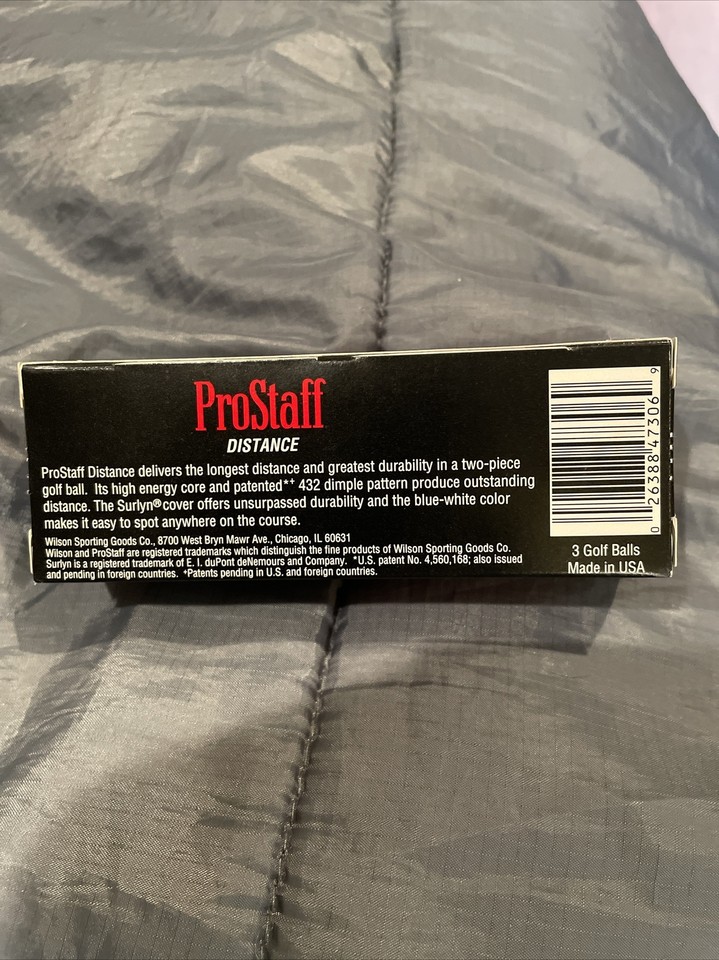 ProStaff
DISTANCE
ProStaff Distance delivers the longest distance and greatest durability in a two-piece
golf ball. Its high energy core and patented*⁺ 432 dimple pattern produce outstanding
distance. The Surlyn® cover offers unsurpassed durability and the blue-white color
makes it easy to spot anywhere on the course.
Wilson Sporting Goods Co., 8700 West Bryn Mawr Ave., Chicago, IL 60631
Wilson and ProStaff are registered trademarks which distinguish the fine products of Wilson Sporting Goods Co.
Surlyn is a registered trademark of E. I. duPont deNemours and Company. *U.S. patent No. 4,560,168; also issued
and pending in foreign countries. ⁺Patents pending in U.S. and foreign countries.
0 26388 47306 9
3 Golf Balls
Made in USA